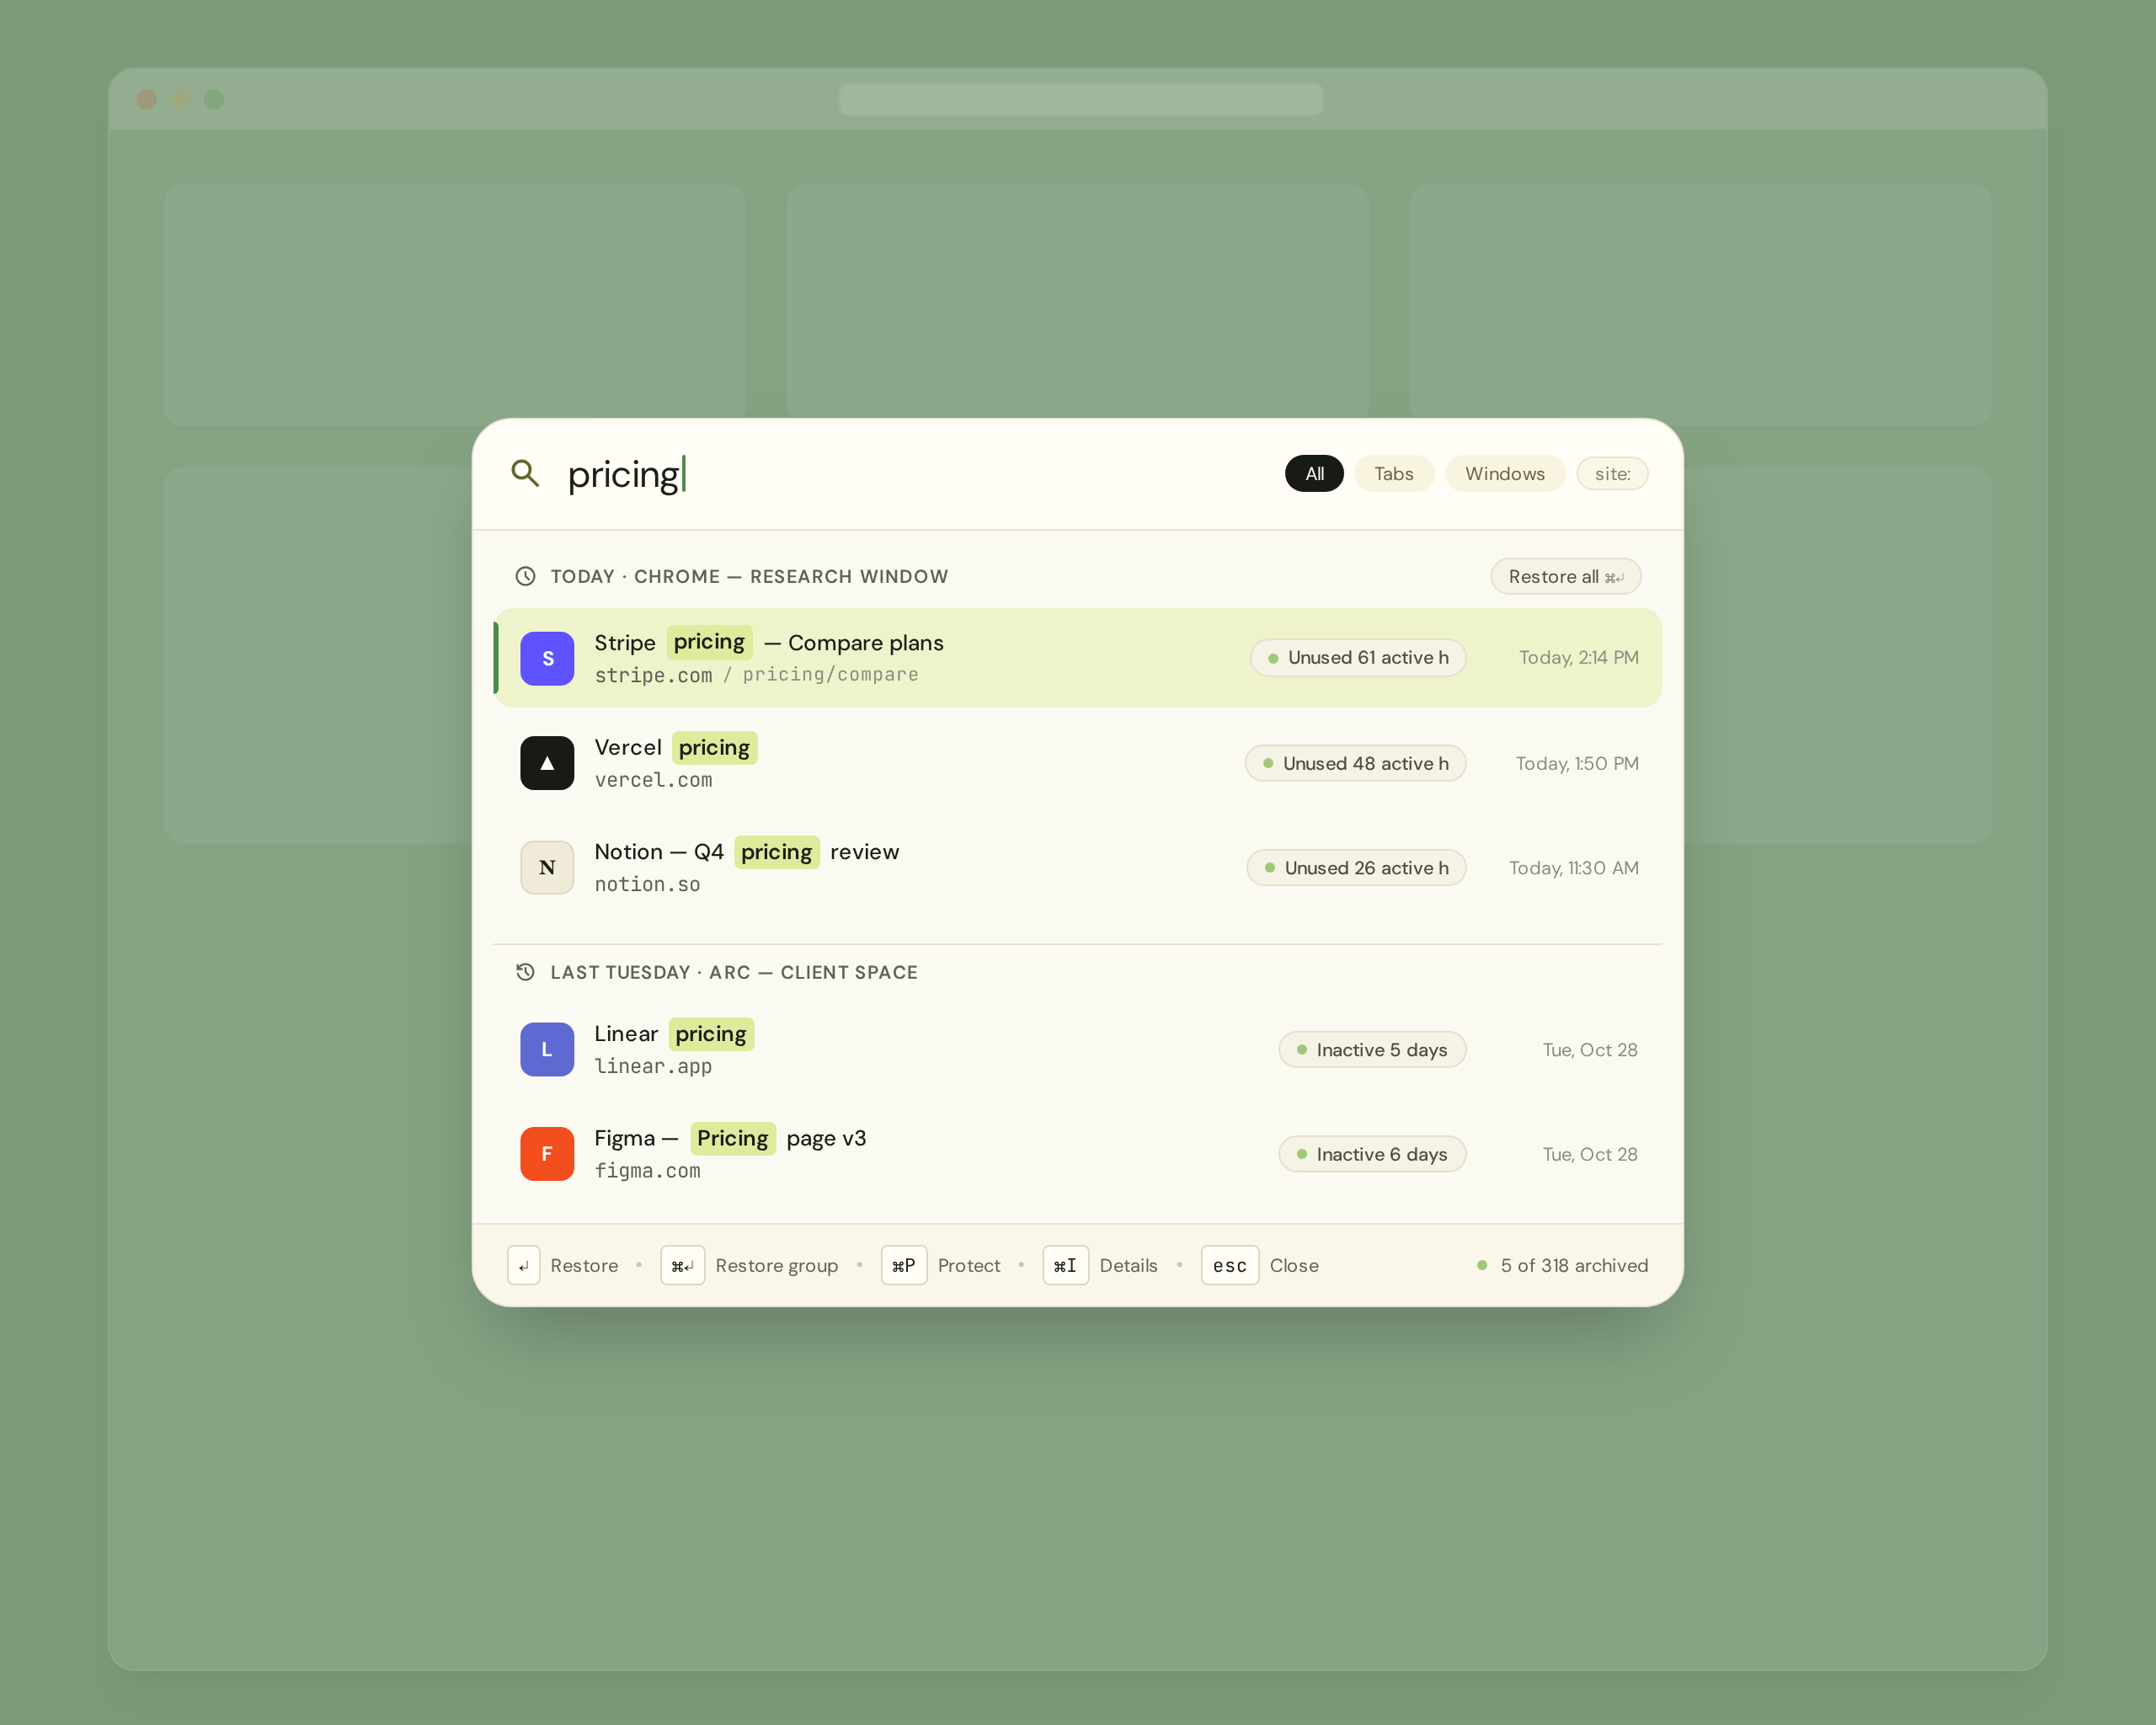 pricing
All Tabs Windows site:
TODAY · CHROME — RESEARCH WINDOW Restore all ⌘↵
S Stripe pricing — Compare plans Unused 61 active h Today, 2:14 PM
stripe.com / pricing/compare
▲ Vercel pricing Unused 48 active h Today, 1:50 PM
vercel.com
N Notion — Q4 pricing review Unused 26 active h Today, 11:30 AM
notion.so
LAST TUESDAY · ARC — CLIENT SPACE
L Linear pricing Inactive 5 days Tue, Oct 28
linear.app
F Figma — Pricing page v3 Inactive 6 days Tue, Oct 28
figma.com
↵ Restore • ⌘↵ Restore group • ⌘P Protect • ⌘I Details • esc Close 5 of 318 archived